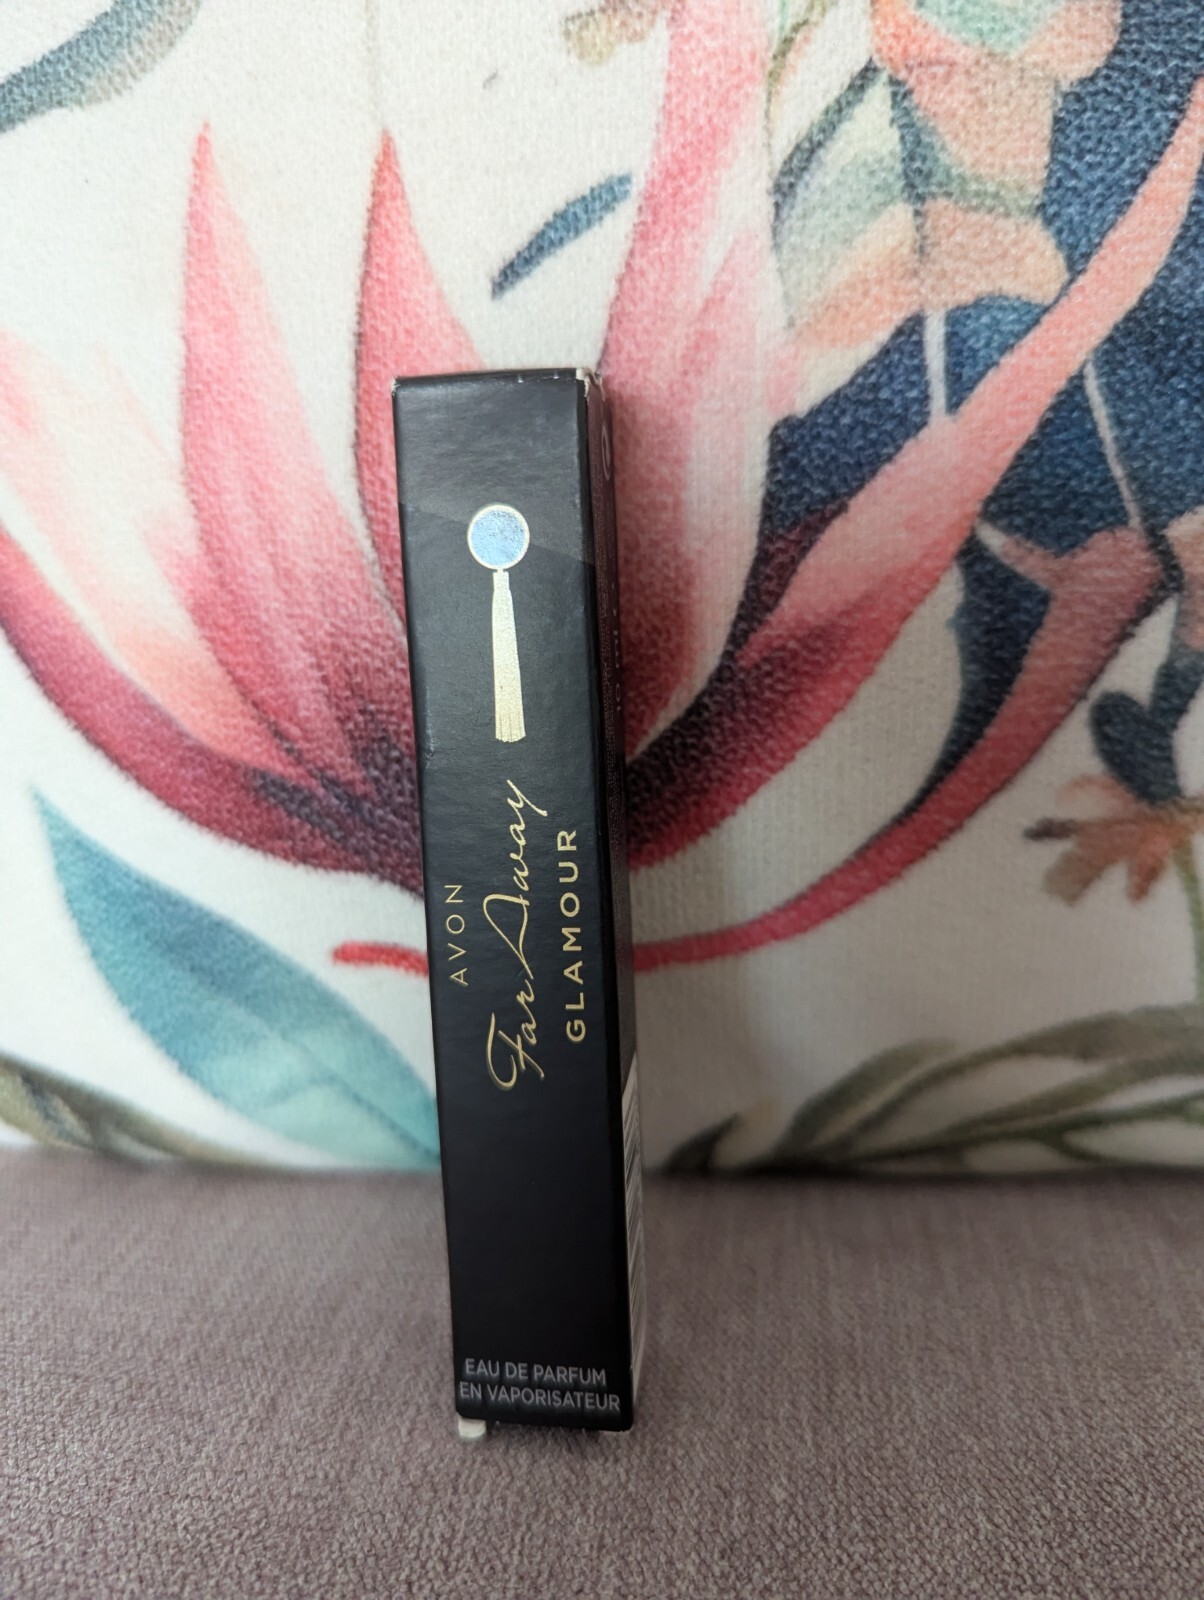 AVON
Far Away
GLAMOUR
EAU DE PARFUM
EN VAPORISATEUR